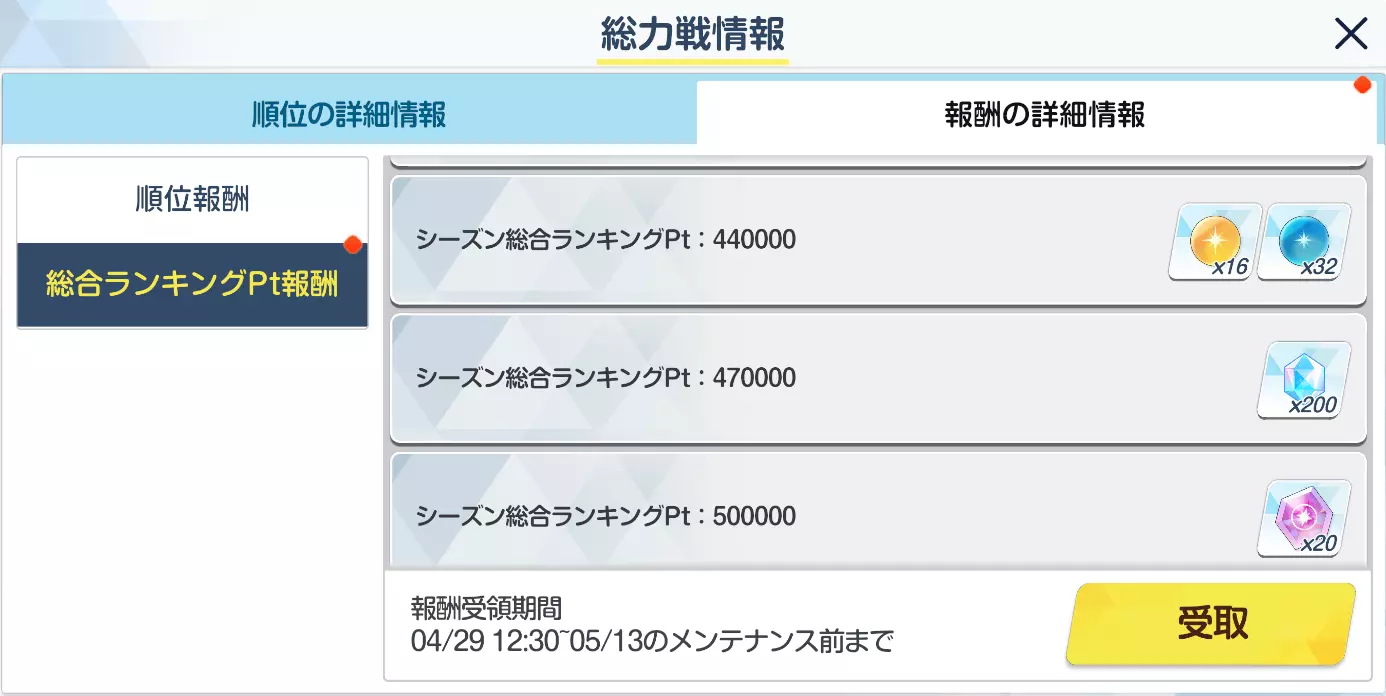 総力戦情報
順位の詳細情報
報酬の詳細情報
順位報酬
総合ランキングPt報酬
シーズン総合ランキングPt：440000
x16
x32
シーズン総合ランキングPt：470000
x200
シーズン総合ランキングPt：500000
x20
報酬受領期間
04/29 12:30~05/13のメンテナンス前まで
受取